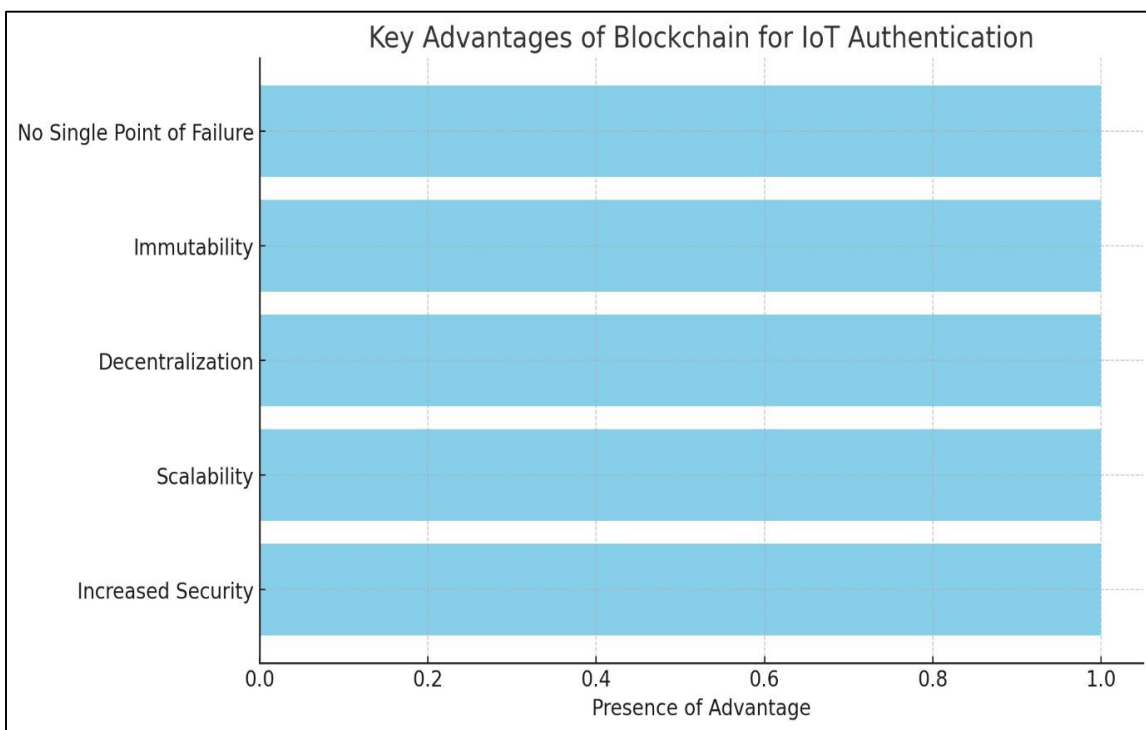 Key Advantages of Blockchain for IoT Authentication
No Single Point of Failure
Immutability
Decentralization
Scalability
Increased Security
0.0 0.2 0.4 0.6 0.8 1.0
Presence of Advantage